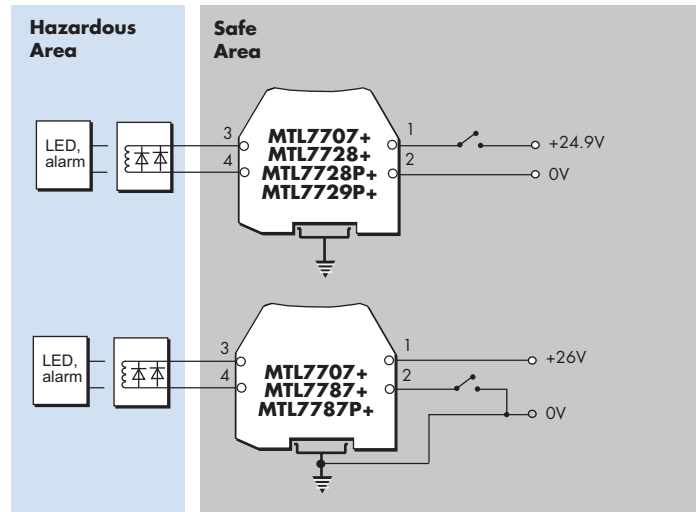 Hazardous
Area
Safe
Area
LED,
alarm
3
4
MTL7707+
MTL7728+
MTL7728P+
MTL7729P+
1
2
+24.9V
0V
LED,
alarm
3
4
MTL7707+
MTL7787+
MTL7787P+
1
2
+26V
0V